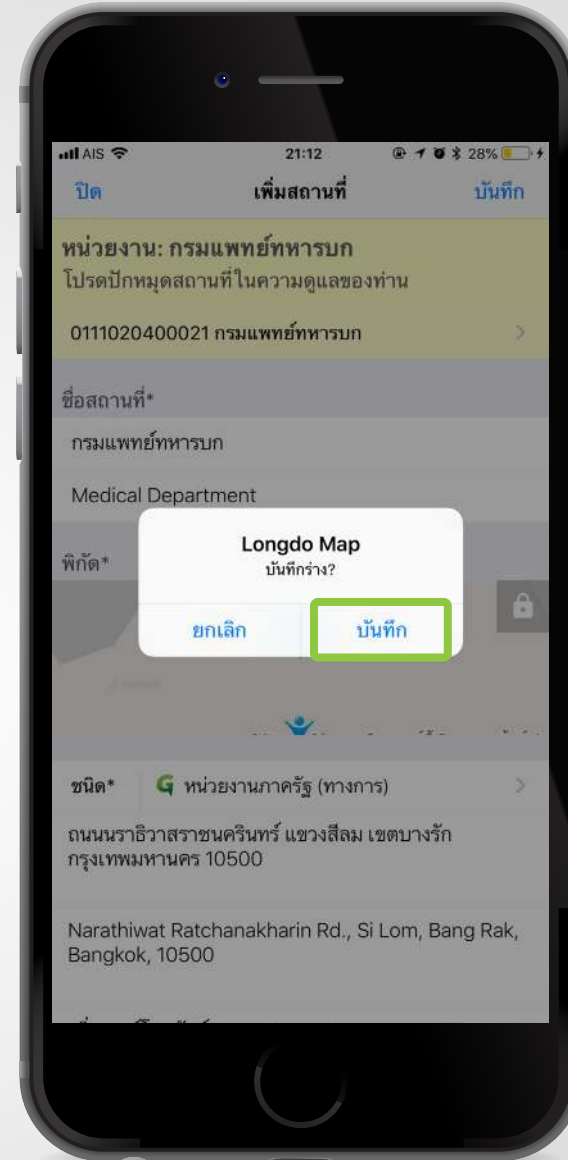 AIS 21:12 28%
ปิด เพิ่มสถานที่ บันทึก
หน่วยงาน: กรมแพทย์ทหารบก
โปรดปักหมุดสถานที่ในความดูแลของท่าน
0111020400021 กรมแพทย์ทหารบก
ชื่อสถานที่*
กรมแพทย์ทหารบก
Medical Department
พิกัด*
Longdo Map
บันทึกร่าง?
ยกเลิก บันทึก
ชนิด* หน่วยงานภาครัฐ (ทางการ)
ถนนนราธิวาสราชนครินทร์ แขวงสีลม เขตบางรัก
กรุงเทพมหานคร 10500
Narathiwat Ratchanakharin Rd., Si Lom, Bang Rak,
Bangkok, 10500